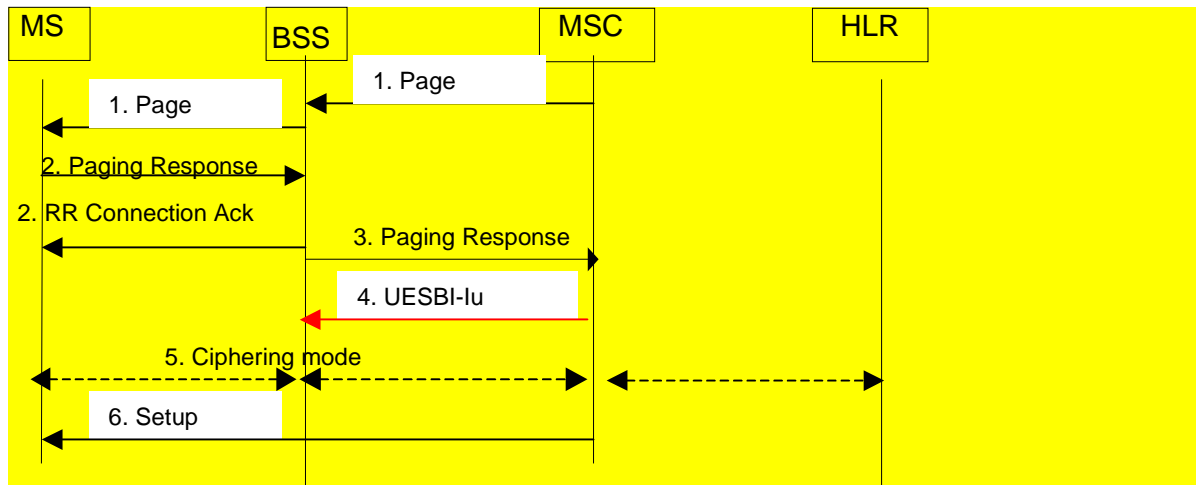 MS
BSS
MSC
HLR
1. Page
1. Page
2. Paging Response
2. RR Connection Ack
3. Paging Response
4. UESBI-Iu
5. Ciphering mode
6. Setup